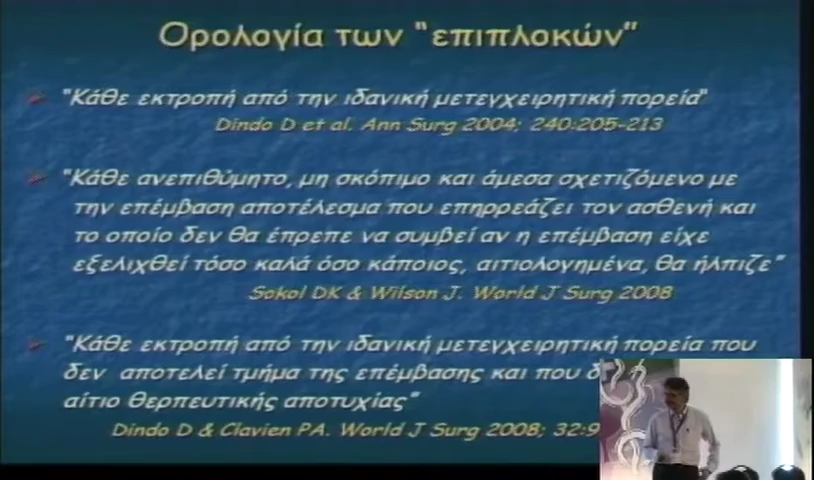 Ορολογία των "επιπλοκών"
"Κάθε εκτροπή από την ιδανική μετεγχειρητική πορεία"
Dindo D et al. Ann Surg 2004; 240:205-213
"Κάθε ανεπιθύμητο, μη σκόπιμο και άμεσα σχετιζόμενο με
την επέμβαση αποτέλεσμα που επηρρεάζει τον ασθενή και
το οποίο δεν θα έπρεπε να συμβεί αν η επέμβαση είχε
εξελιχθεί τόσο καλά όσο κάποιος, αιτιολογημένα, θα ήλπιζε"
Sokol DK & Wilson J. World J Surg 2008
"Κάθε εκτροπή από την ιδανική μετεγχειρητική πορεία που
δεν αποτελεί τμήμα της επέμβασης και που
αίτιο θερπευτικής αποτυχίας"
Dindo D & Clavien PA. World J Surg 2008;